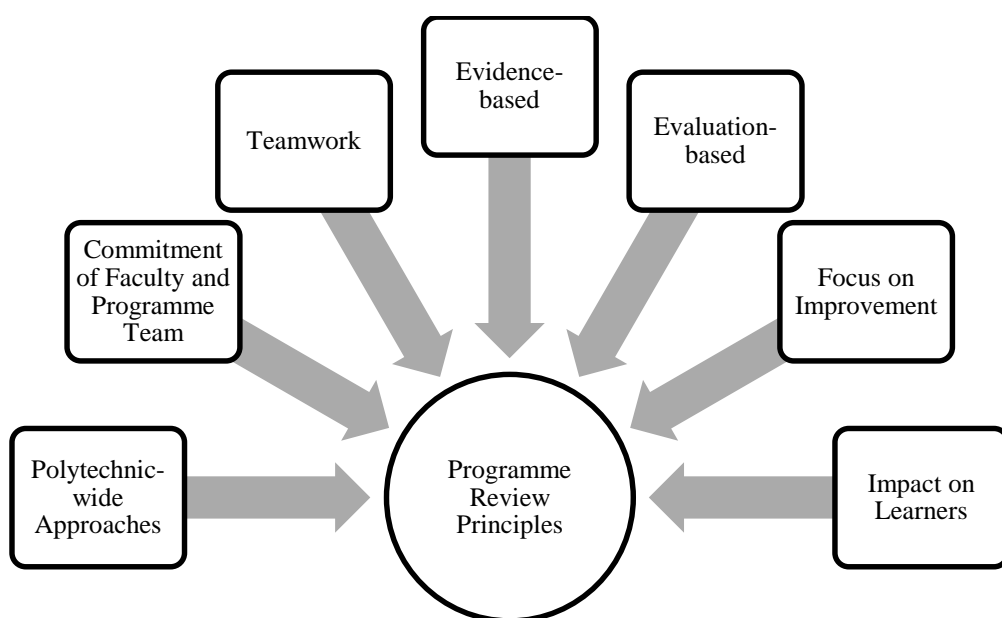 Evidence-
based
Teamwork
Evaluation-
based
Commitment
of Faculty and
Programme
Team
Focus on
Improvement
Polytechnic-
wide
Approaches
Programme
Review
Principles
Impact on
Learners